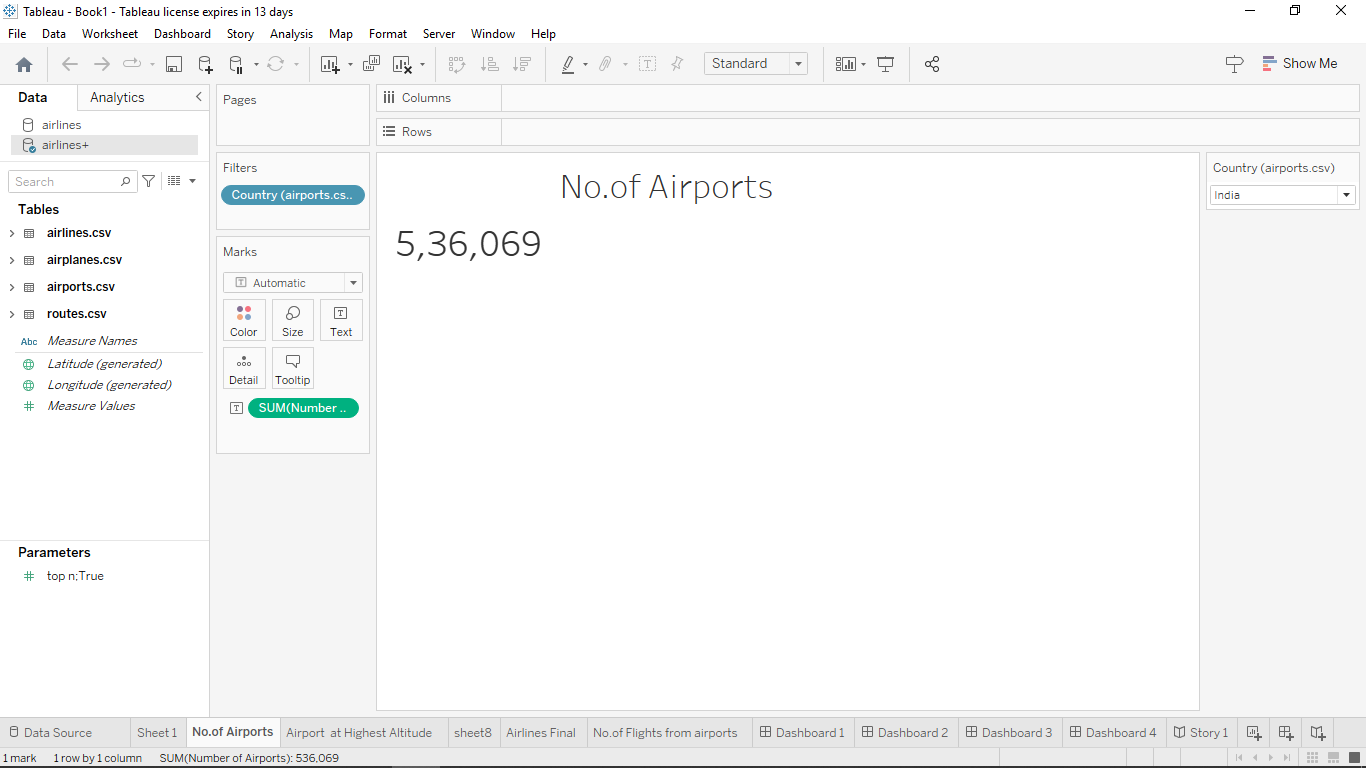 Tableau - Book1 - Tableau license expires in 13 days
File Data Worksheet Dashboard Story Analysis Map Format Server Window Help
Standard
Show Me
Data Analytics
airlines
airlines+
Search
Tables
airlines.csv
airplanes.csv
airports.csv
routes.csv
Abc Measure Names
Latitude (generated)
Longitude (generated)
# Measure Values
Parameters
# top n;True
Pages
Filters
Country (airports.cs..
Marks
T Automatic
Color Size Text
Detail Tooltip
T SUM(Number ..
Columns
Rows
No.of Airports
5,36,069
Country (airports.csv)
India
Data Source Sheet 1 No.of Airports Airport at Highest Altitude sheet8 Airlines Final No.of Flights from airports Dashboard 1 Dashboard 2 Dashboard 3 Dashboard 4 Story 1
1 mark 1 row by 1 column SUM(Number of Airports): 536,069